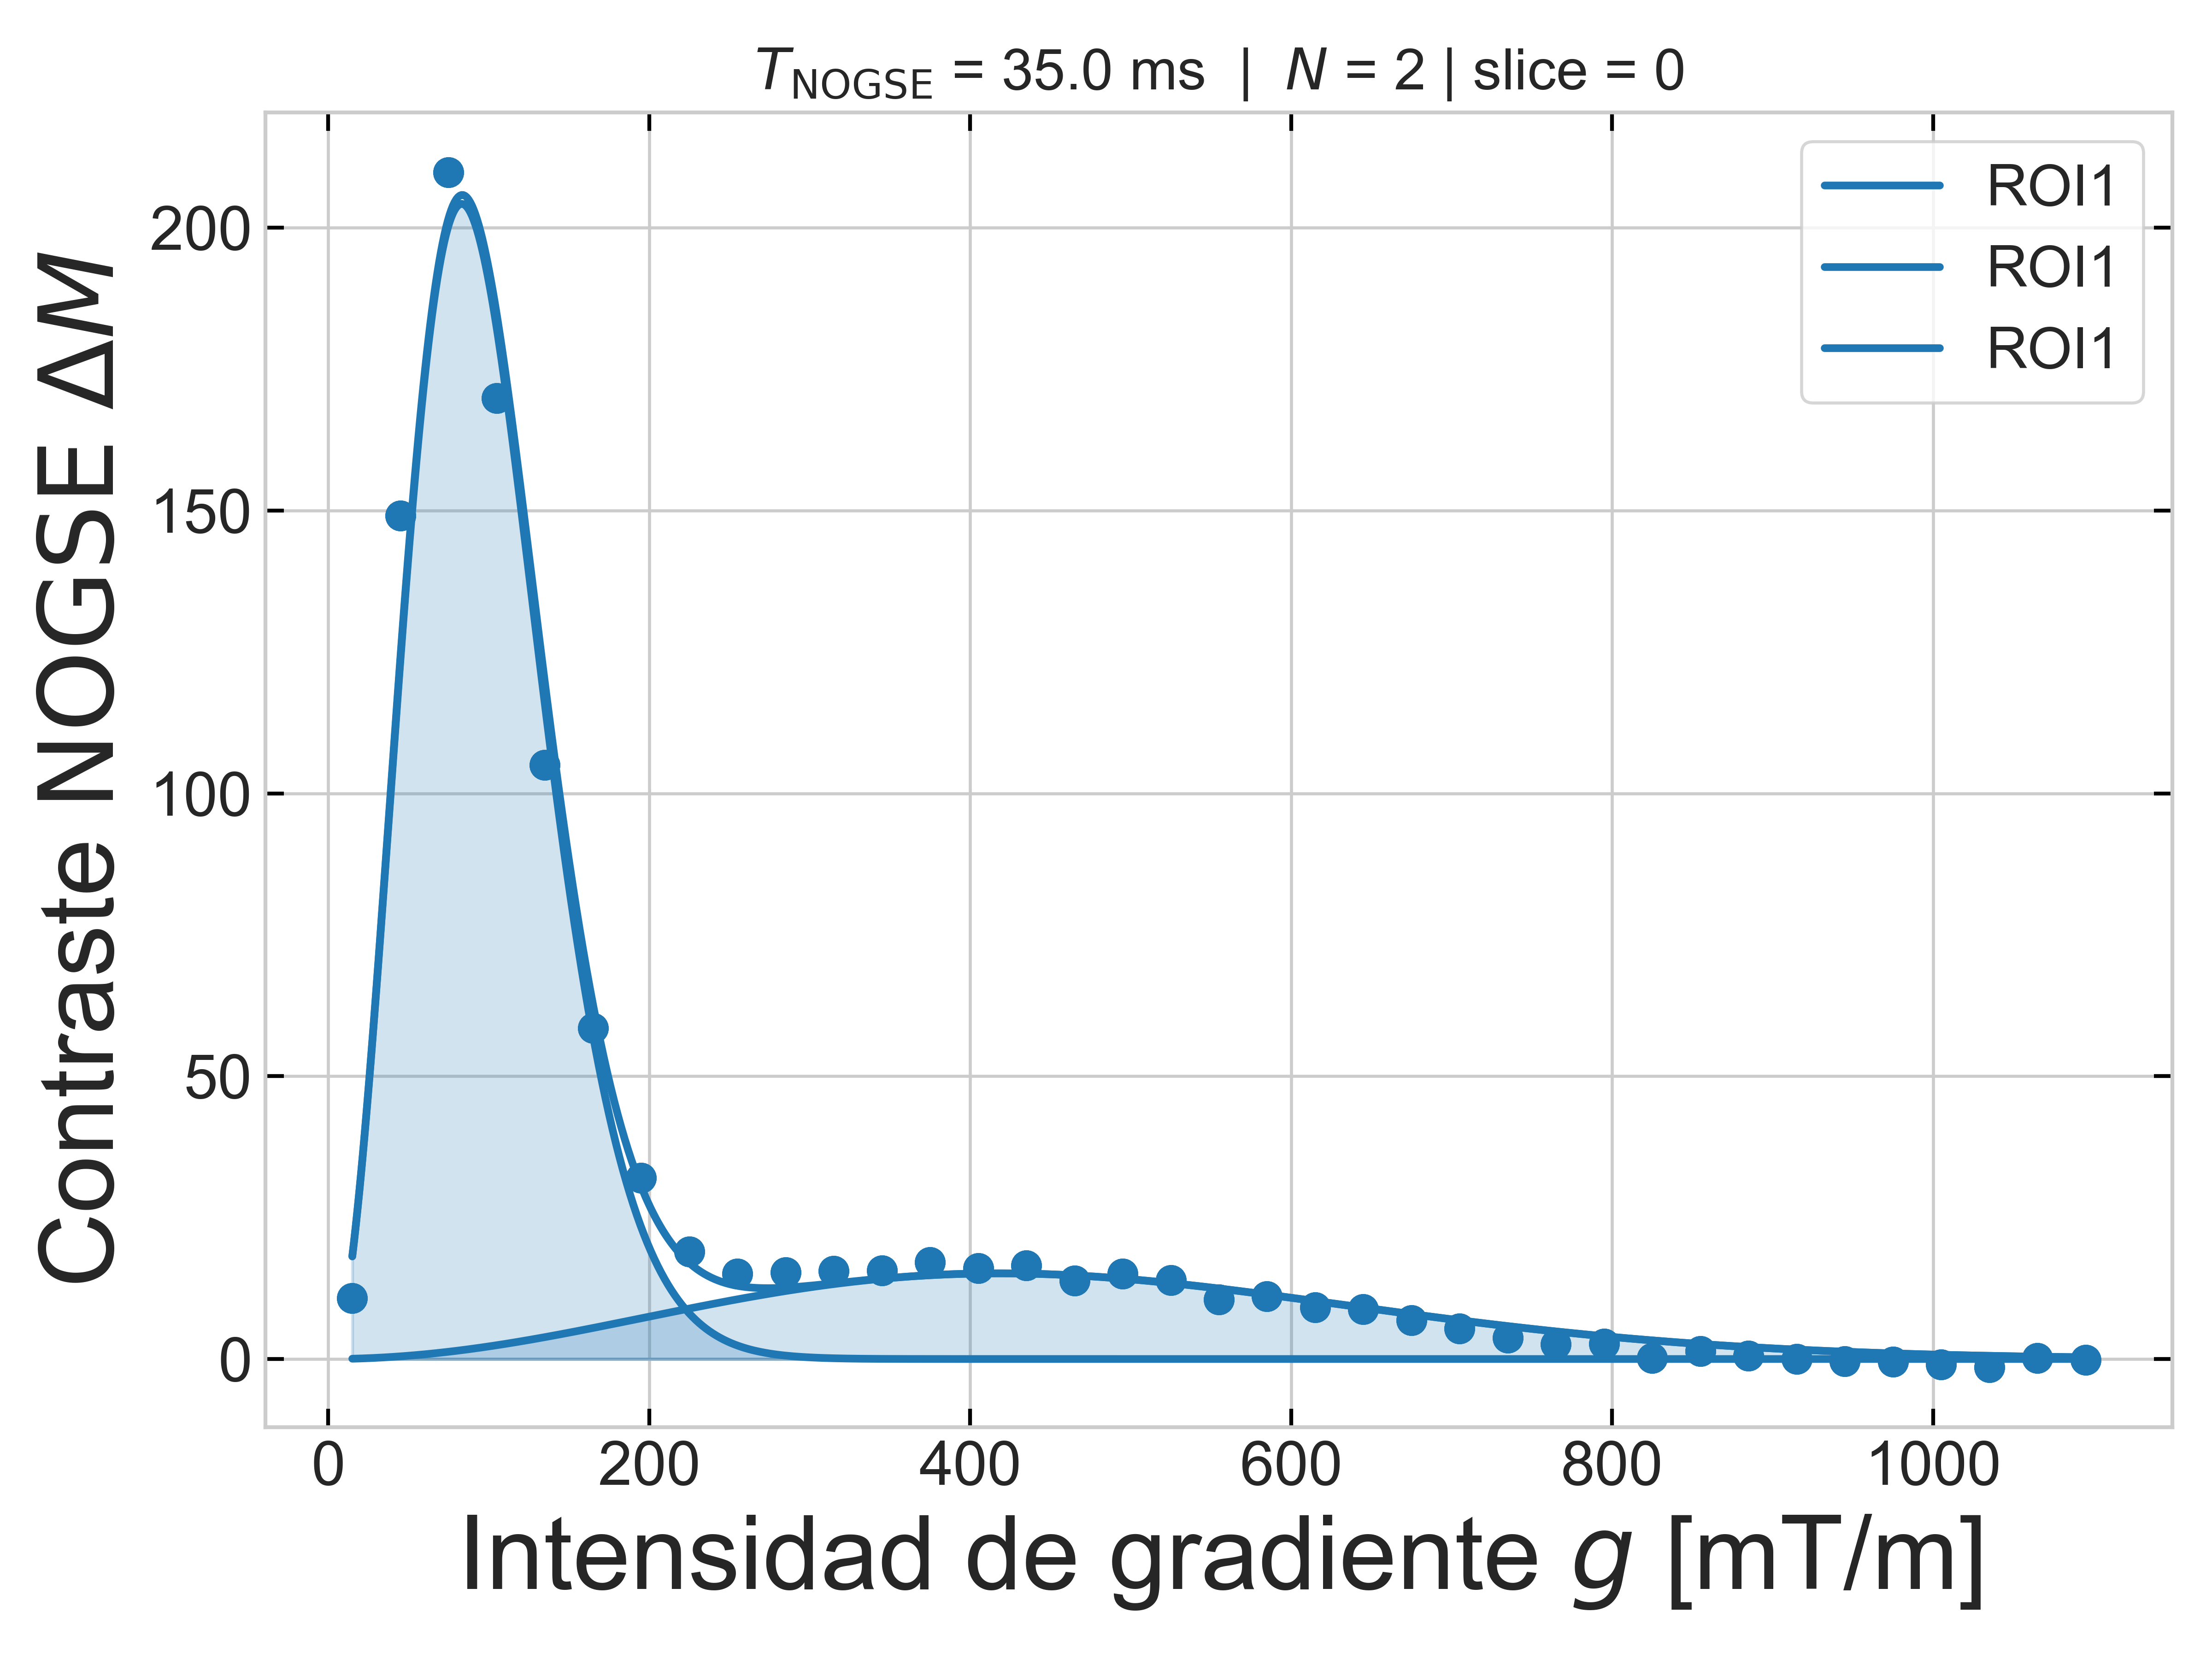 T_NOGSE = 35.0 ms | N = 2 | slice = 0
ROI1
ROI1
ROI1
Contraste NOGSE ΔM
200
150
100
50
0
0 200 400 600 800 1000
Intensidad de gradiente g [mT/m]